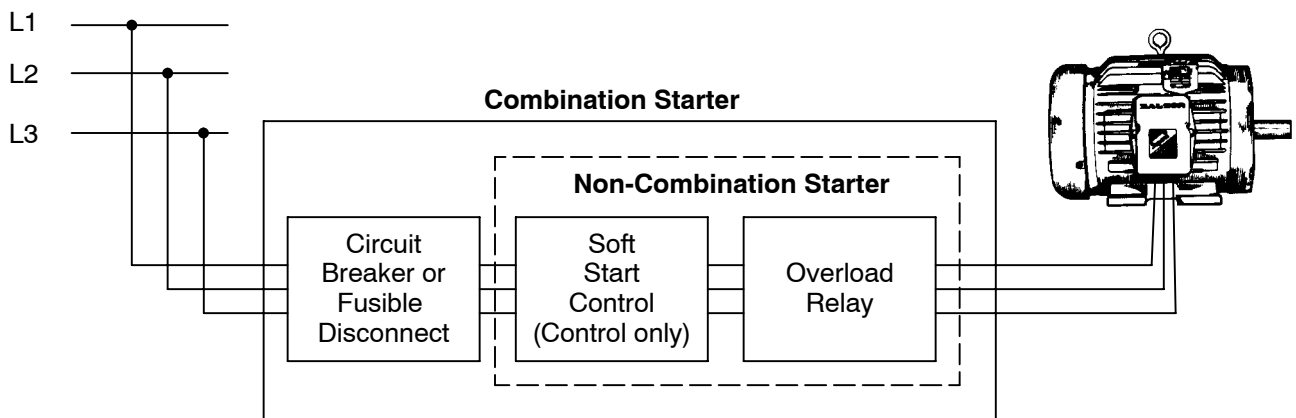 L1
L2
L3
Combination Starter
Non-Combination Starter
Circuit
Breaker or
Fusible
Disconnect
Soft
Start
Control
(Control only)
Overload
Relay
BALDOR